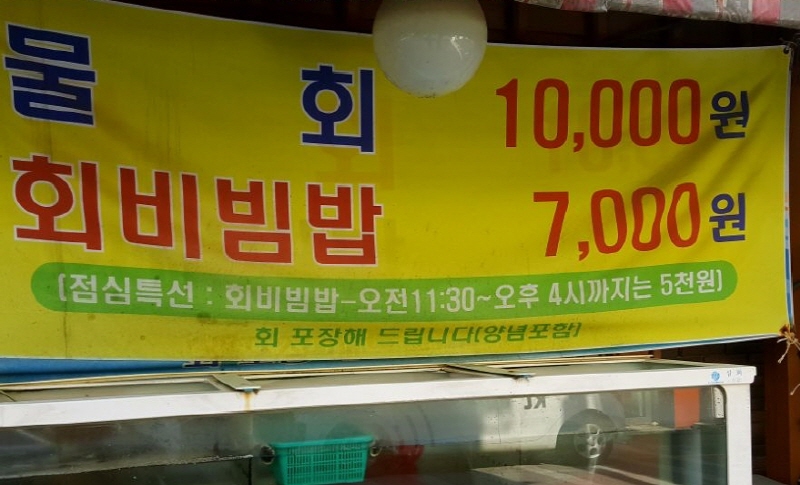 물 회 10,000원
회비빔밥 7,000원
(점심특선 : 회비빔밥-오전11:30~오후 4시까지는 5천원)
회 포장해 드립니다(양념포함)